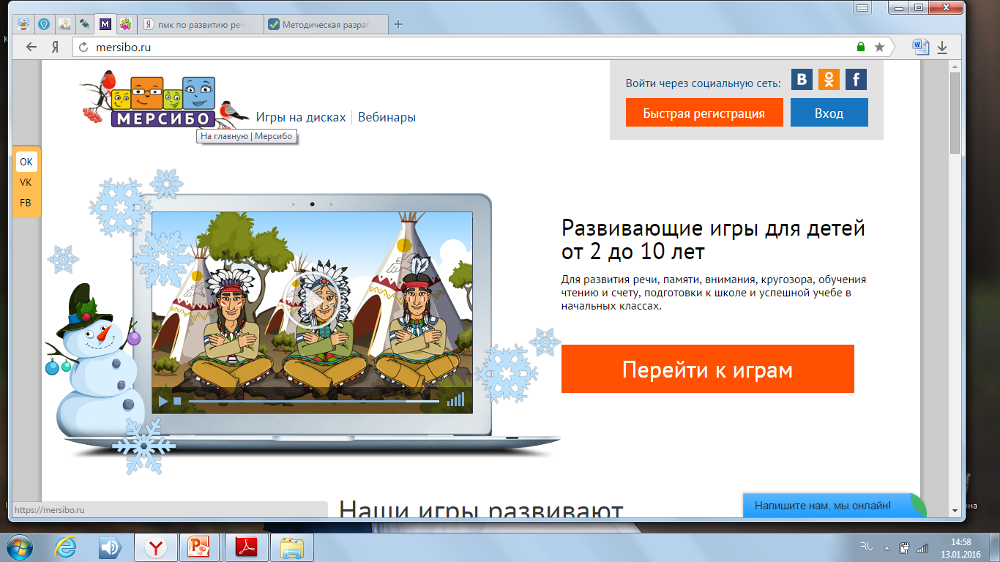 пмк по развитию реч
Методическая разраб
mersibo.ru
МЕРСИБО
Игры на дисках
Вебинары
Войти через социальную сеть:
Быстрая регистрация
Вход
На главную | Мерсибо
OK
VK
FB
Развивающие игры для детей
от 2 до 10 лет
Для развития речи, памяти, внимания, кругозора, обучения
чтению и счету, подготовки к школе и успешной учебе в
начальных классах.
Перейти к играм
Наши игры развивают
Напишите нам, мы онлайн!
https://mersibo.ru
RU
14:58
13.01.2016